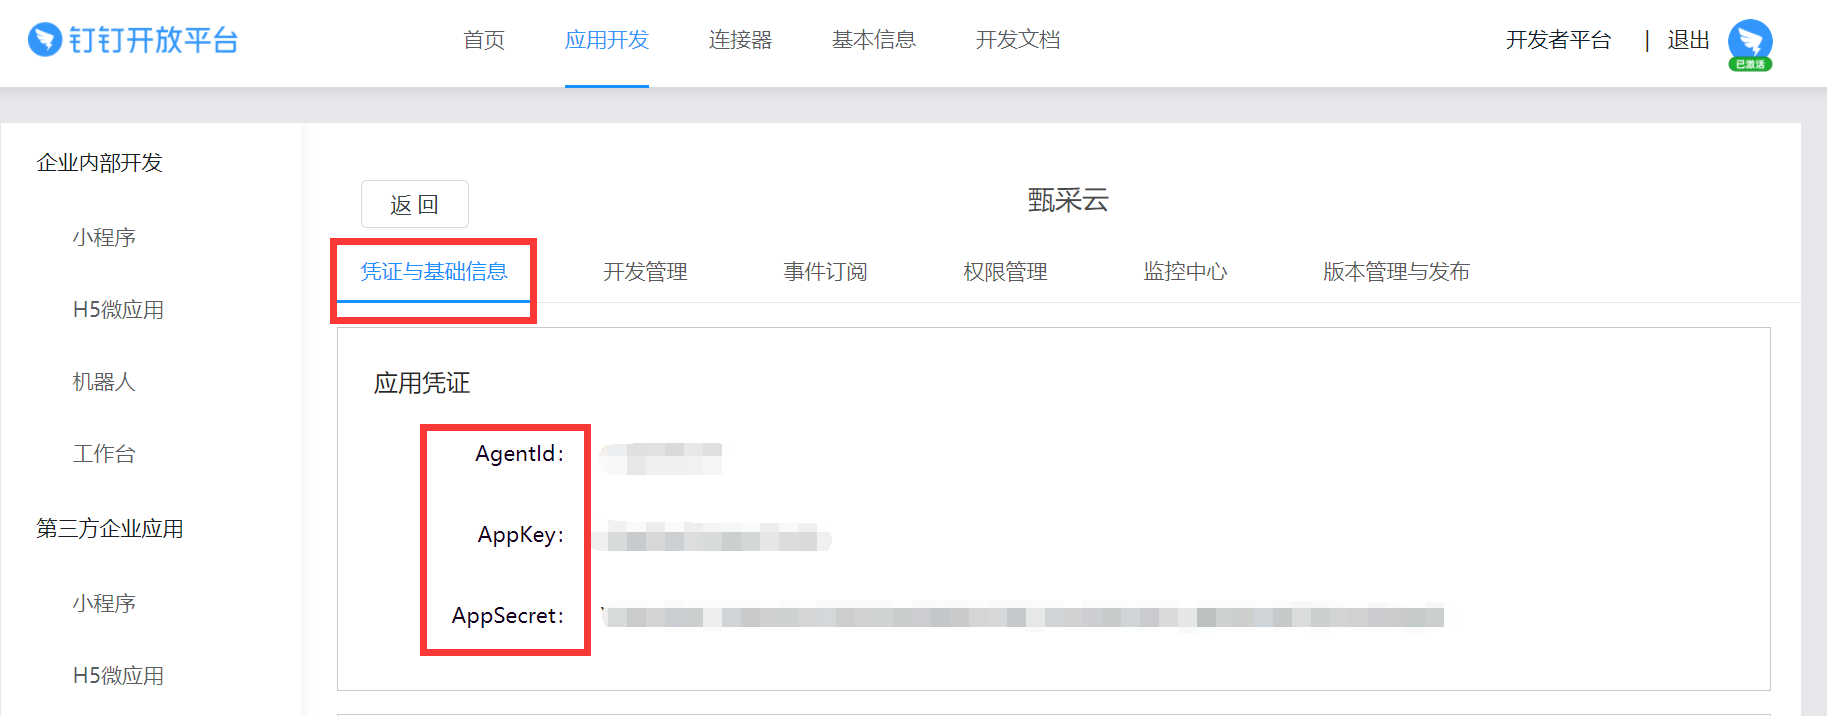 钉钉开放平台
首页 应用开发 连接器 基本信息 开发文档
开发者平台 | 退出
已激活
企业内部开发
小程序
H5微应用
机器人
工作台
第三方企业应用
小程序
H5微应用
返 回
甄采云
凭证与基础信息 开发管理 事件订阅 权限管理 监控中心 版本管理与发布
应用凭证
AgentId:
AppKey:
AppSecret: